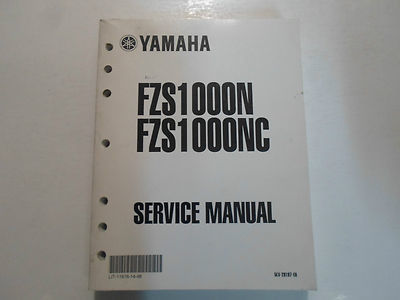 YAMAHA
FZS1000N
FZS1000NC
SERVICE MANUAL